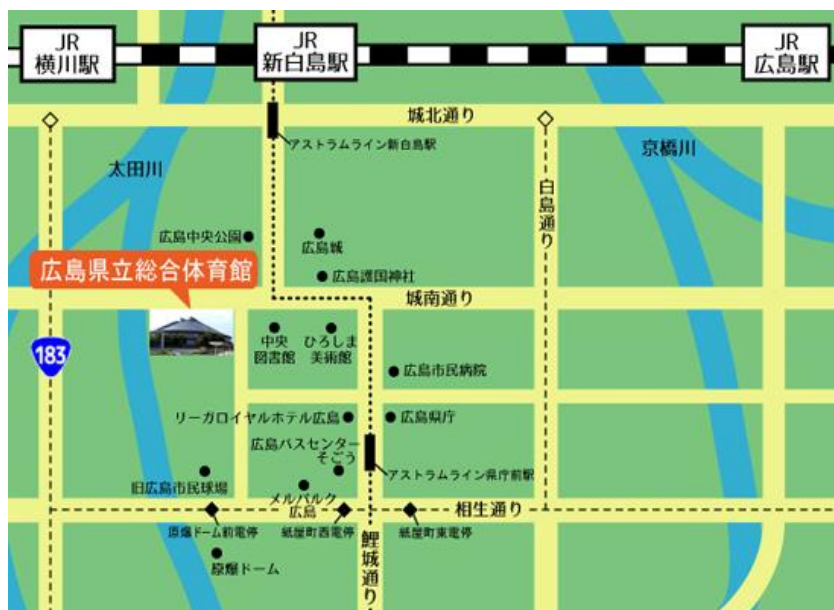 JR
横川駅
JR
新白島駅
JR
広島駅
城北通り
アストラムライン新白島駅
太田川
京橋川
白島通り
広島中央公園
広島城
広島県立総合体育館
広島護国神社
城南通り
183
中央
図書館
ひろしま
美術館
広島市民病院
リーガロイヤルホテル広島
広島県庁
広島バスセンター
そごう
アストラムライン県庁前駅
旧広島市民球場
メルパルク
広島
相生通り
原爆ドーム前電停
紙屋町西電停
紙屋町東電停
原爆ドーム
鯉城通り